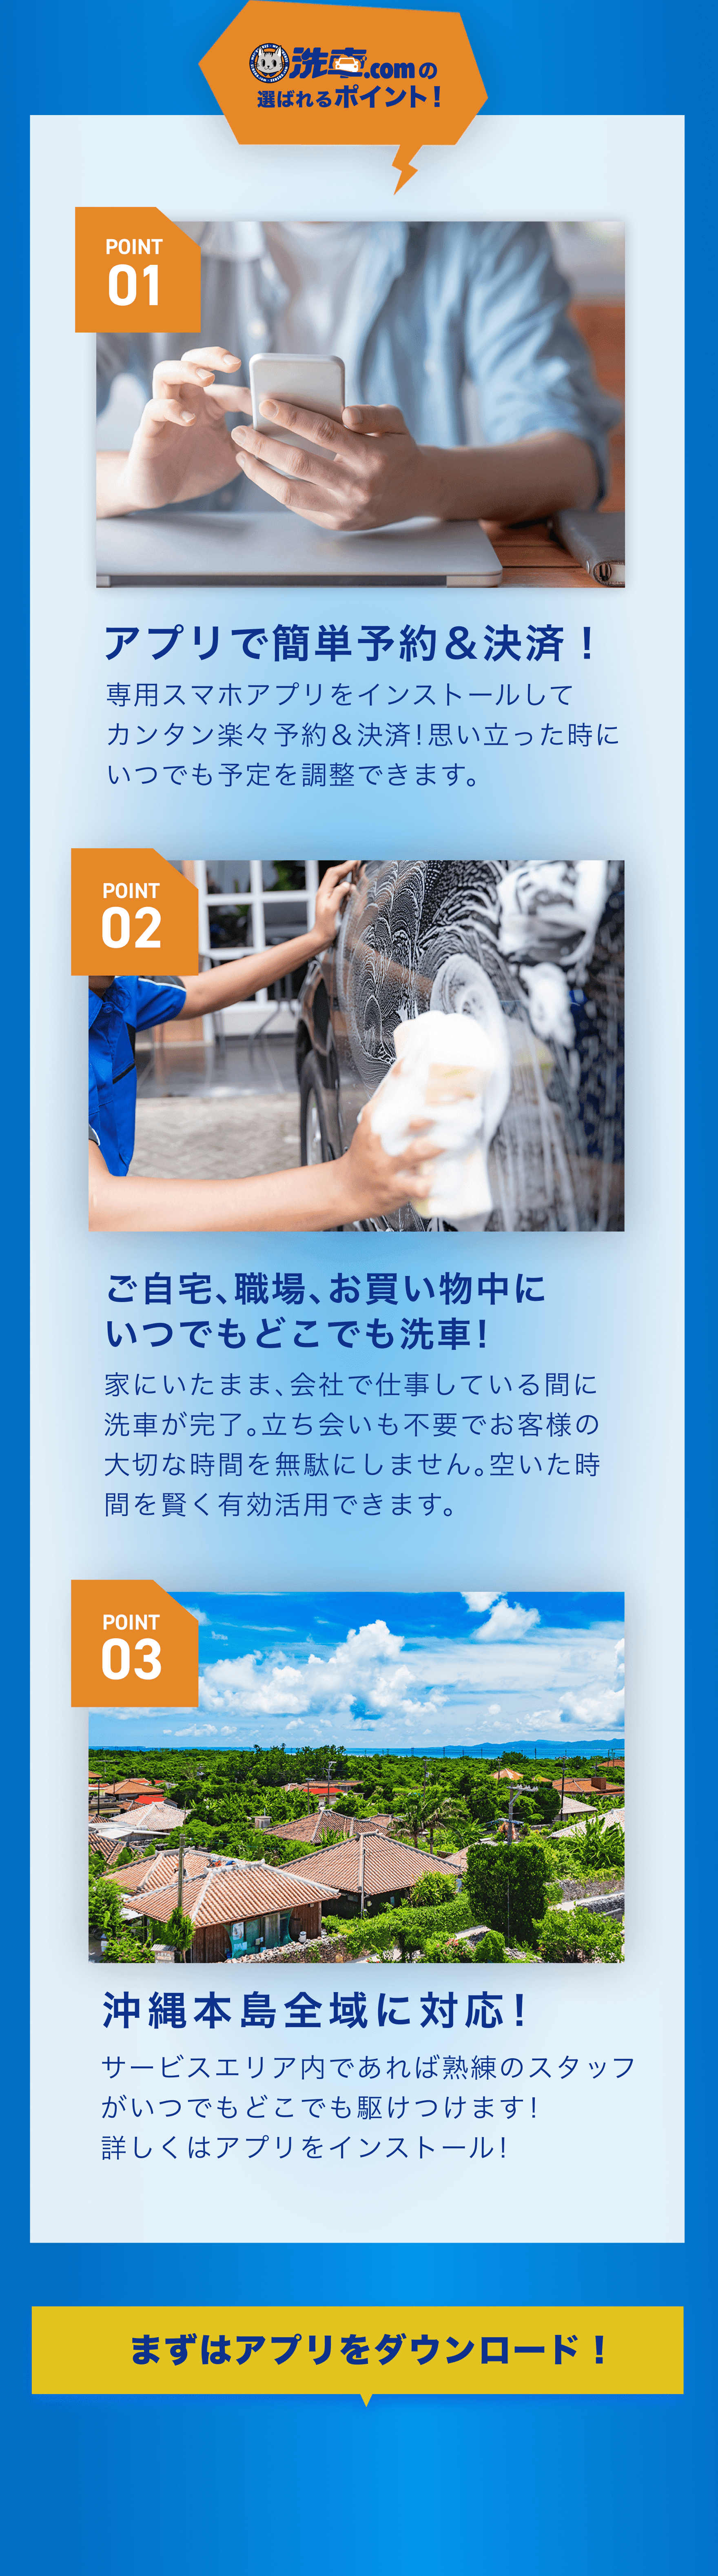 洗車.comの
選ばれるポイント！
POINT
01
アプリで簡単予約＆決済！
専用スマホアプリをインストールして
カンタン楽々予約＆決済！思い立った時に
いつでも予定を調整できます。
POINT
02
ご自宅、職場、お買い物中に
いつでもどこでも洗車！
家にいたまま、会社で仕事している間に
洗車が完了。立ち会いも不要でお客様の
大切な時間を無駄にしません。空いた時
間を賢く有効活用できます。
POINT
03
沖縄本島全域に対応！
サービスエリア内であれば熟練のスタッフ
がいつでもどこでも駆けつけます！
詳しくはアプリをインストール！
まずはアプリをダウンロード！